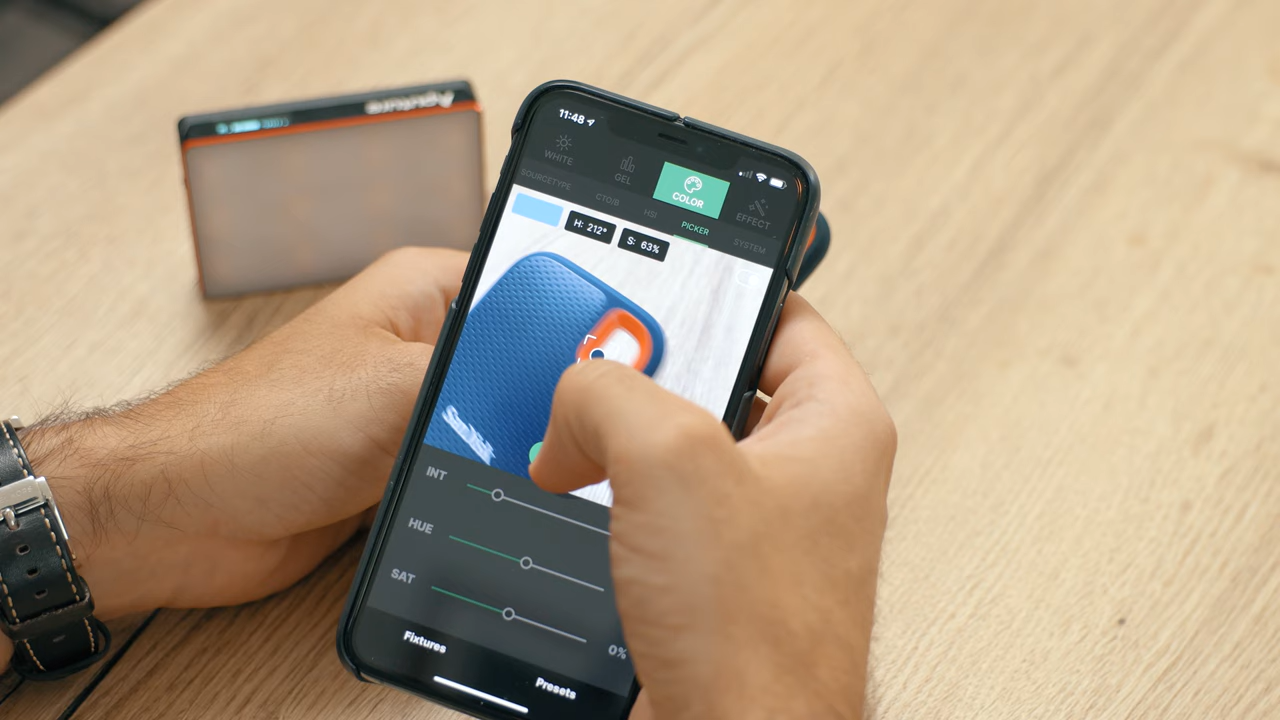 Aputure
11:48
WHITE
GEL
COLOR
EFFECT
SOURCETYPE
CTO/B
HSI
PICKER
SYSTEM
H: 212°
S: 63%
INT
HUE
SAT
0%
Fixtures
Presets